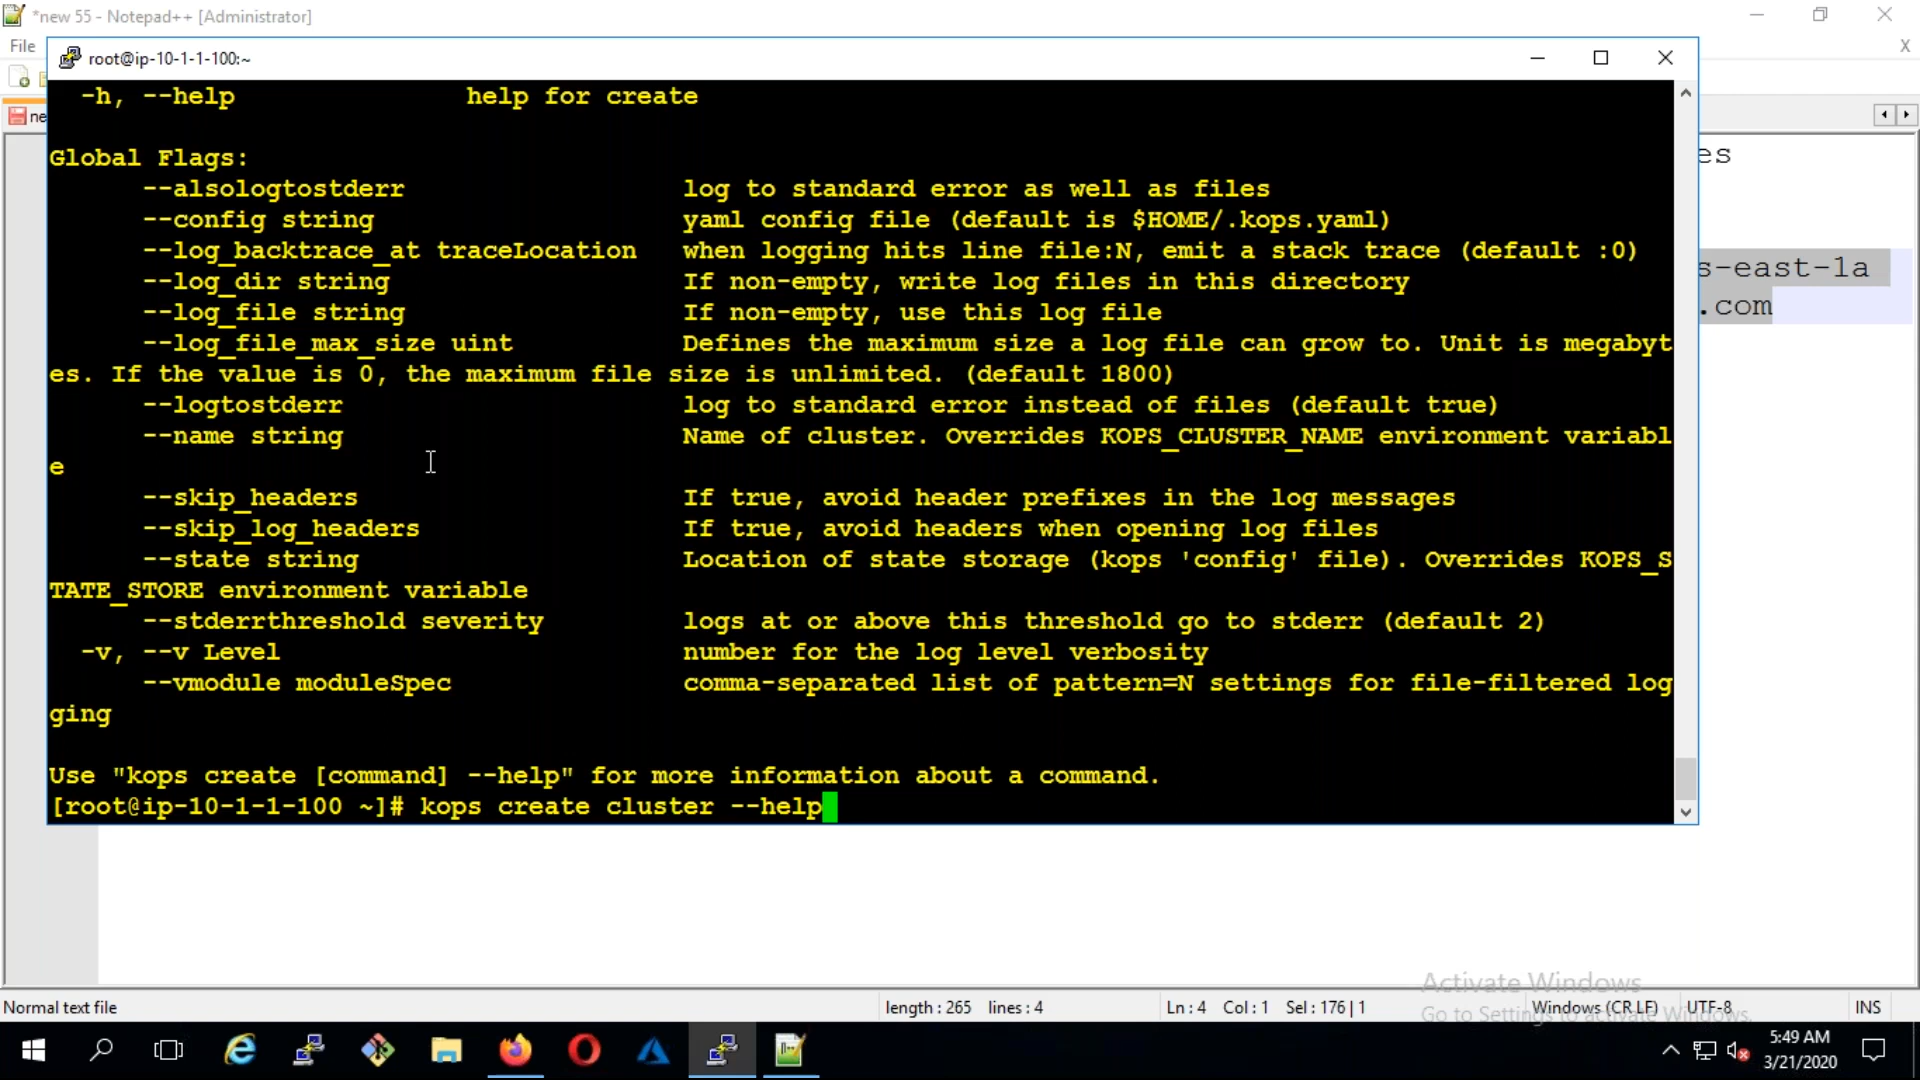 *new 55 - Notepad++ [Administrator]
File
X
root@ip-10-1-1-100:~
ne
-h, --help help for create
Global Flags:
es
--alsologtostderr log to standard error as well as files
--config string yaml config file (default is $HOME/.kops.yaml)
--log_backtrace_at traceLocation when logging hits line file:N, emit a stack trace (default :0)
s-east-1a
--log_dir string If non-empty, write log files in this directory
--log_file string If non-empty, use this log file
.com
--log_file_max_size uint Defines the maximum size a log file can grow to. Unit is megabyt
es. If the value is 0, the maximum file size is unlimited. (default 1800)
--logtostderr log to standard error instead of files (default true)
--name string Name of cluster. Overrides KOPS_CLUSTER_NAME environment variabl
e
--skip_headers If true, avoid header prefixes in the log messages
--skip_log_headers If true, avoid headers when opening log files
--state string Location of state storage (kops 'config' file). Overrides KOPS_S
TATE_STORE environment variable
--stderrthreshold severity logs at or above this threshold go to stderr (default 2)
-v, --v Level number for the log level verbosity
--vmodule moduleSpec comma-separated list of pattern=N settings for file-filtered log
ging
Use "kops create [command] --help" for more information about a command.
[root@ip-10-1-1-100 ~]# kops create cluster --help
Activate Windows
Go to Settings to activate Windows.
Normal text file length : 265 lines : 4 Ln : 4 Col : 1 Sel : 176 | 1 Windows (CR LF) UTF-8 INS
5:49 AM
3/21/2020